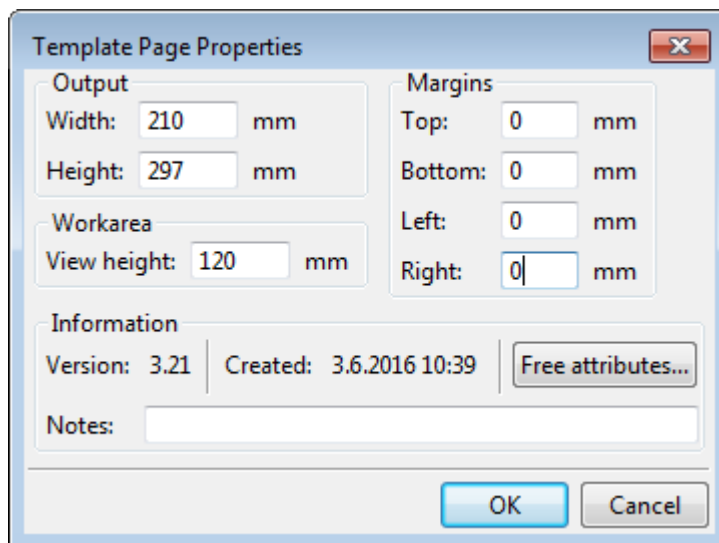 Template Page Properties
Output
Width: 210 mm
Height: 297 mm
Workarea
View height: 120 mm
Margins
Top: 0 mm
Bottom: 0 mm
Left: 0 mm
Right: 0 mm
Information
Version: 3.21 Created: 3.6.2016 10:39 Free attributes...
Notes:
OK Cancel